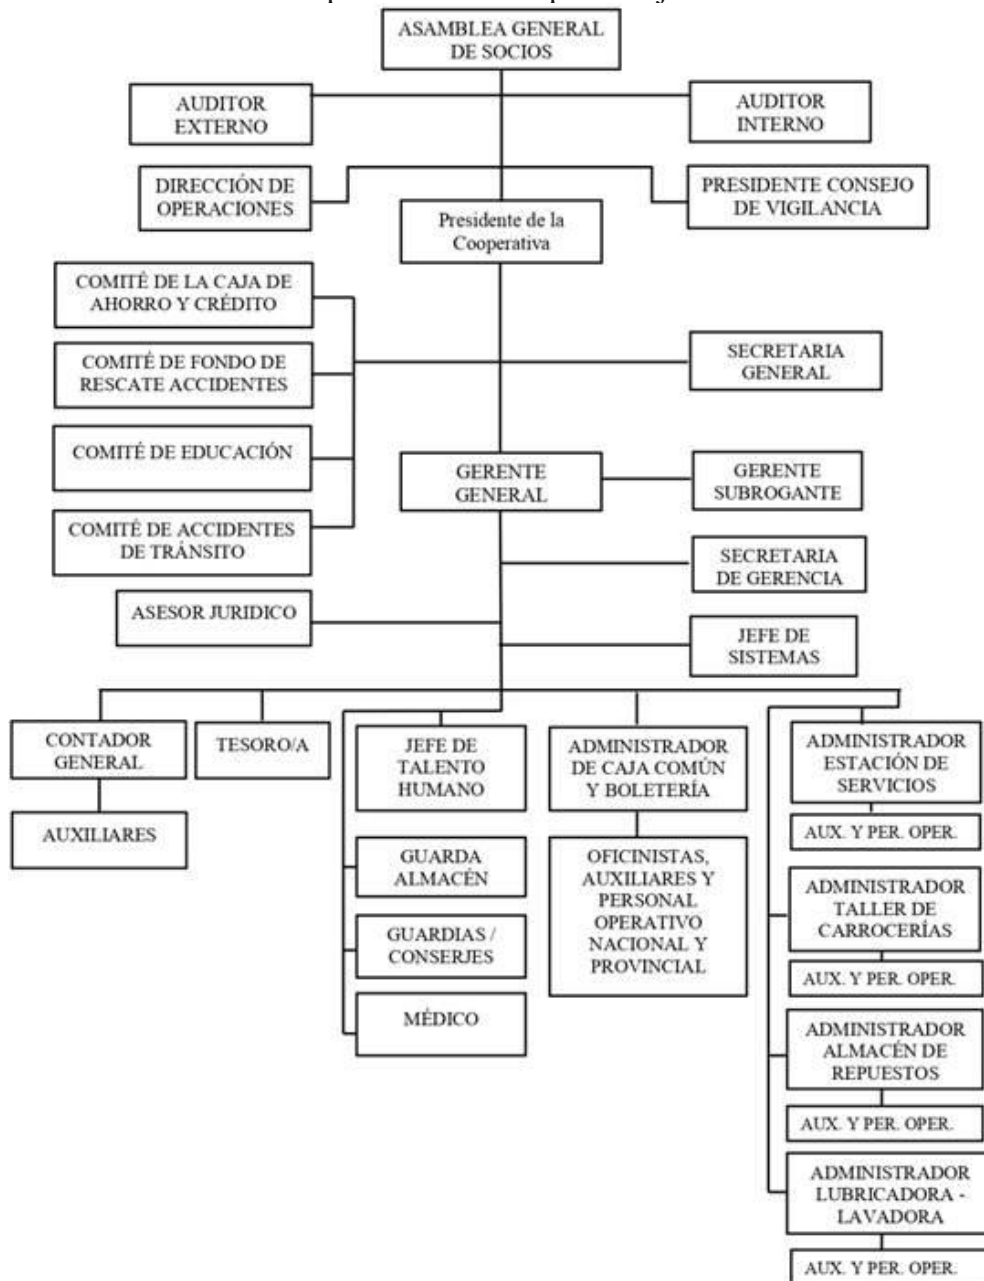 ASAMBLEA GENERAL
DE SOCIOS
AUDITOR
EXTERNO
AUDITOR
INTERNO
DIRECCIÓN DE
OPERACIONES
PRESIDENTE CONSEJO
DE VIGILANCIA
Presidente de la
Cooperativa
COMITÉ DE LA CAJA DE
AHORRO Y CRÉDITO
COMITÉ DE FONDO DE
RESCATE ACCIDENTES
SECRETARIA
GENERAL
COMITÉ DE EDUCACIÓN
GERENTE
GENERAL
GERENTE
SUBROGANTE
COMITÉ DE ACCIDENTES
DE TRÁNSITO
SECRETARIA
DE GERENCIA
ASESOR JURIDICO
JEFE DE
SISTEMAS
CONTADOR
GENERAL
AUXILIARES
TESORO/A
JEFE DE
TALENTO
HUMANO
GUARDA
ALMACÉN
GUARDIAS /
CONSERJES
MÉDICO
ADMINISTRADOR
DE CAJA COMÚN
Y BOLETERÍA
OFICINISTAS,
AUXILIARES Y
PERSONAL
OPERATIVO
NACIONAL Y
PROVINCIAL
ADMINISTRADOR
ESTACIÓN DE
SERVICIOS
AUX. Y PER. OPER.
ADMINISTRADOR
TALLER DE
CARROCERÍAS
AUX. Y PER. OPER.
ADMINISTRADOR
ALMACÉN DE
REPUESTOS
AUX. Y PER. OPER.
ADMINISTRADOR
LUBRICADORA -
LAVADORA
AUX. Y PER. OPER.